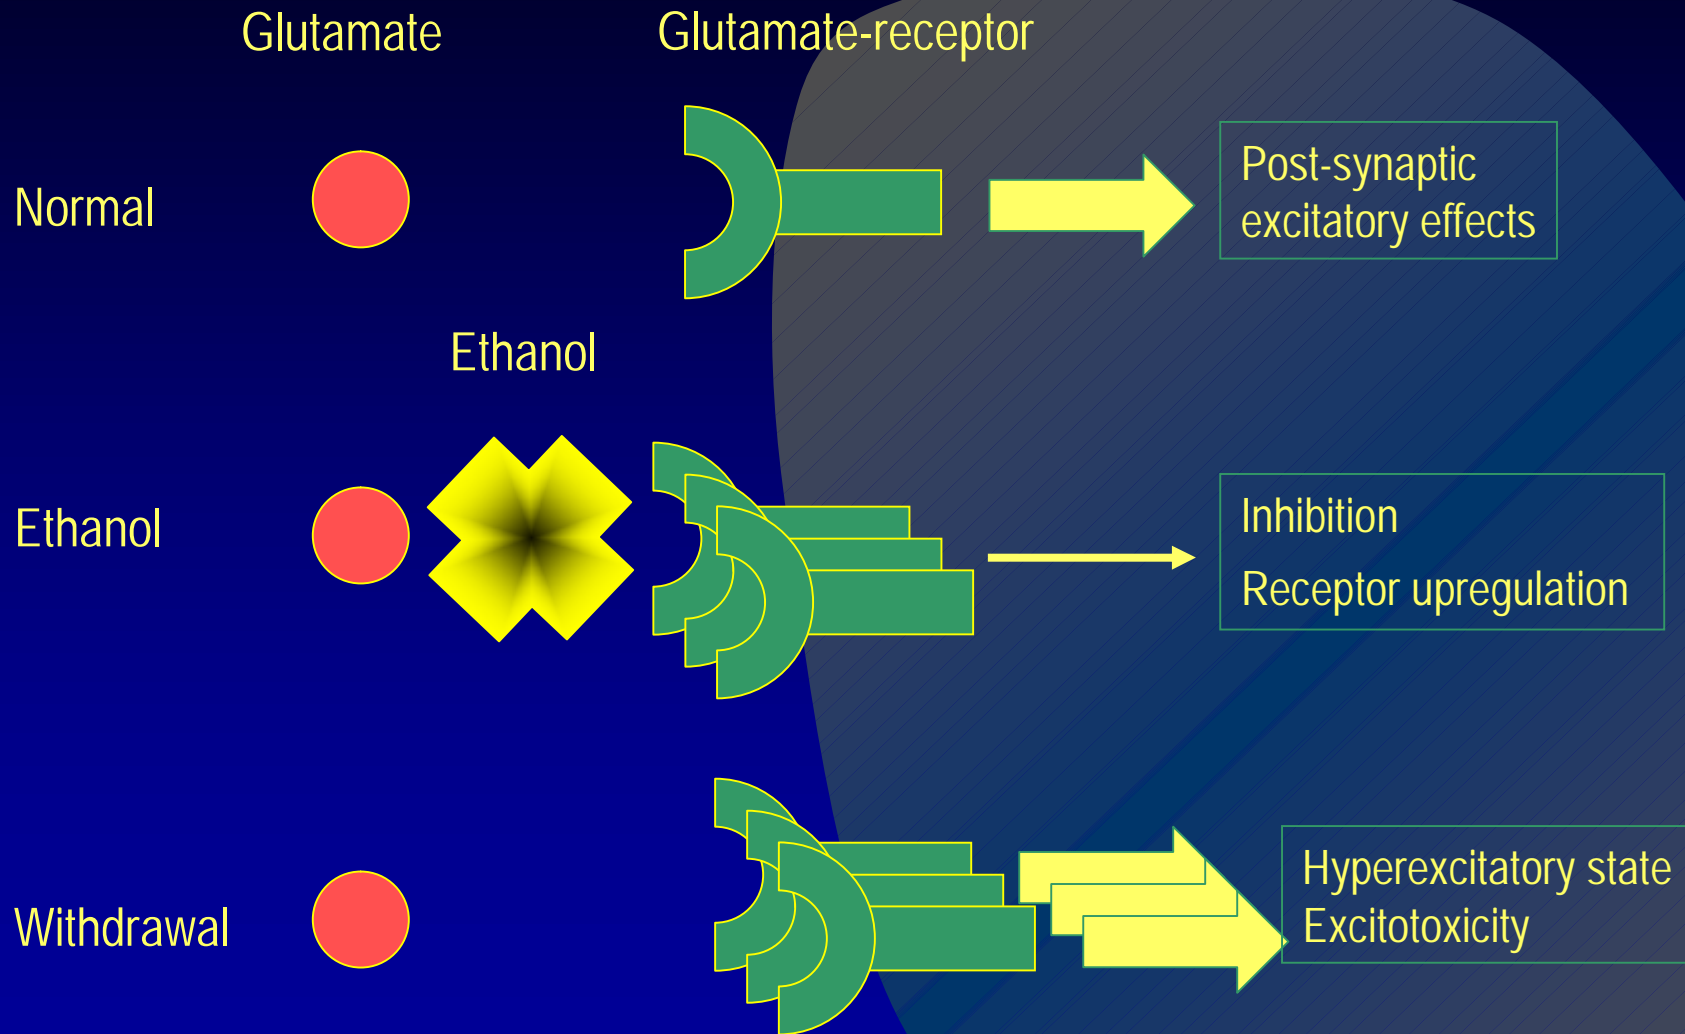 Glutamate
Glutamate-receptor
Normal
Post-synaptic
excitatory effects
Ethanol
Ethanol
Inhibition
Receptor upregulation
Withdrawal
Hyperexcitatory state
Excitotoxicity